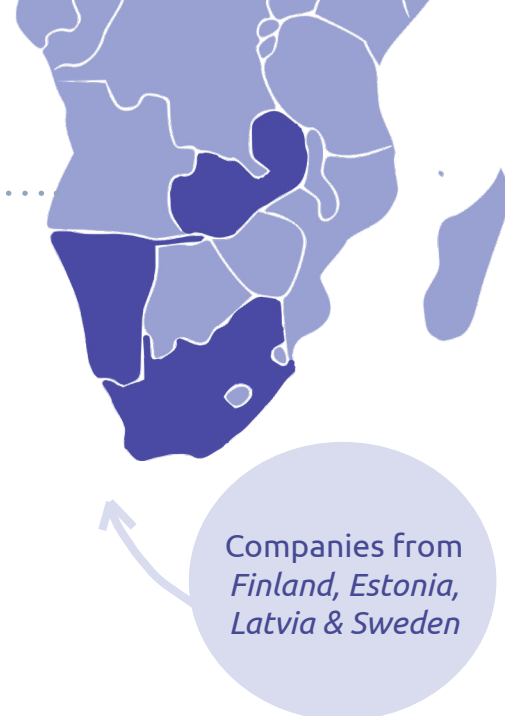 Companies from
Finland, Estonia,
Latvia & Sweden